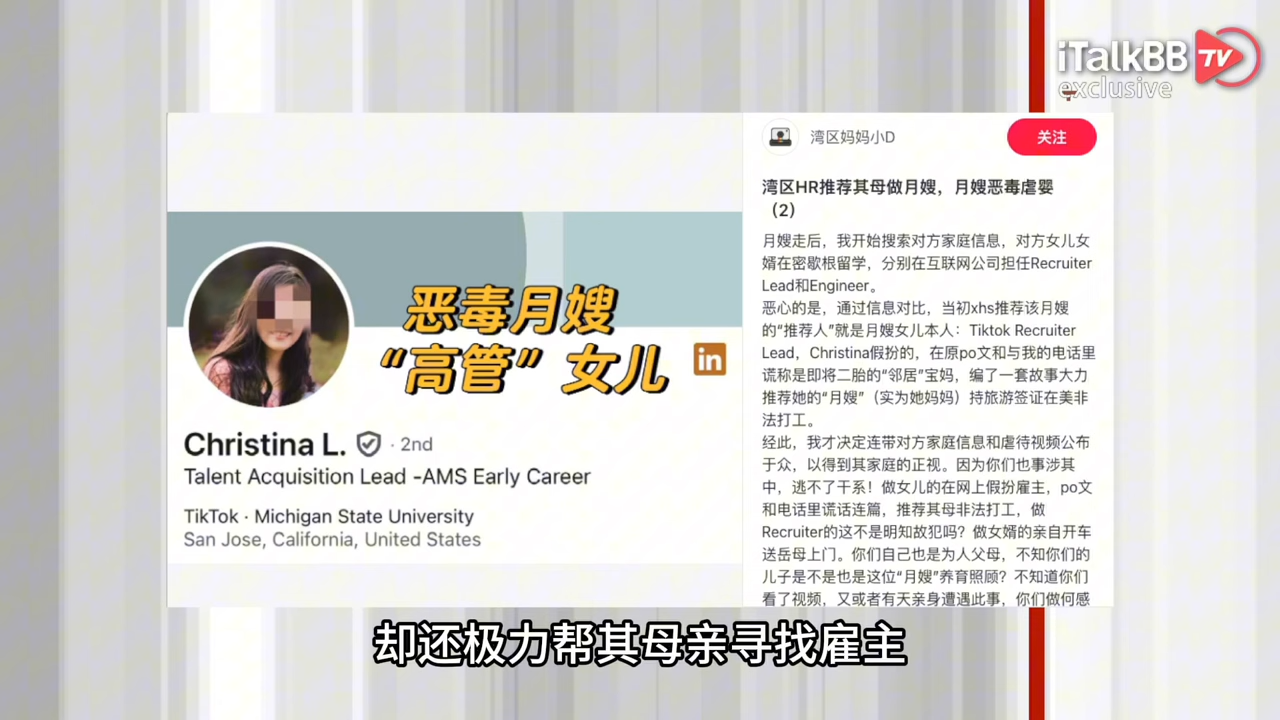 iTalkBB TV
exclusive
恶毒月嫂
“高管”女儿
in
Christina L. · 2nd
Talent Acquisition Lead -AMS Early Career
TikTok · Michigan State University
San Jose, California, United States
湾区妈妈小D
关注
湾区HR推荐其母做月嫂，月嫂恶毒虐婴
（2）
月嫂走后，我开始搜索对方家庭信息，对方女儿女
婿在密歇根留学，分别在互联网公司担任Recruiter
Lead和Engineer。
恶心的是，通过信息对比，当初xhs推荐该月嫂
的“推荐人”就是月嫂女儿本人：Tiktok Recruiter
Lead，Christina假扮的，在原po文和与我的电话里
谎称是即将二胎的“邻居”宝妈，编了一套故事大力
推荐她的“月嫂”（实为她妈妈）持旅游签证在美非
法打工。
经此，我才决定连带对方家庭信息和虐待视频公布
于众，以得到其家庭的正视。因为你们也事涉其
中，逃不了干系！做女儿的在网上假扮雇主，po文
和电话里谎话连篇，推荐其母非法打工，做
Recruiter的这不是明知故犯吗？做女婿的亲自开车
送岳母上门。你们自己也是为人父母，不知你们的
儿子是不是也是这位“月嫂”养育照顾？不知道你们
看了视频，又或者有天亲身遭遇此事，你们做何感
却还极力帮其母亲寻找雇主